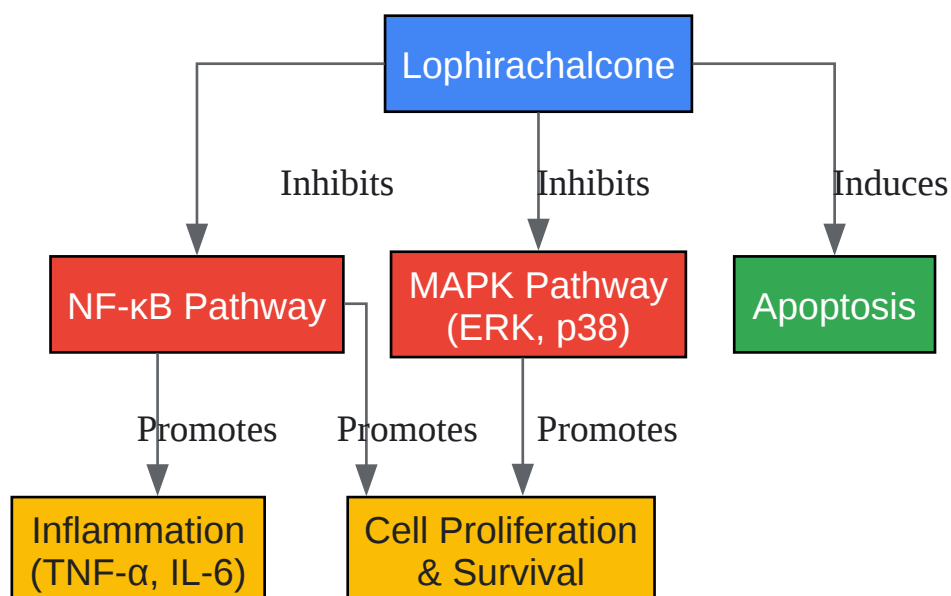 Lophirachalcone
Inhibits
Inhibits
Induces
NF-κB Pathway
MAPK Pathway
(ERK, p38)
Apoptosis
Promotes
Promotes
Promotes
Inflammation
(TNF-α, IL-6)
Cell Proliferation
& Survival